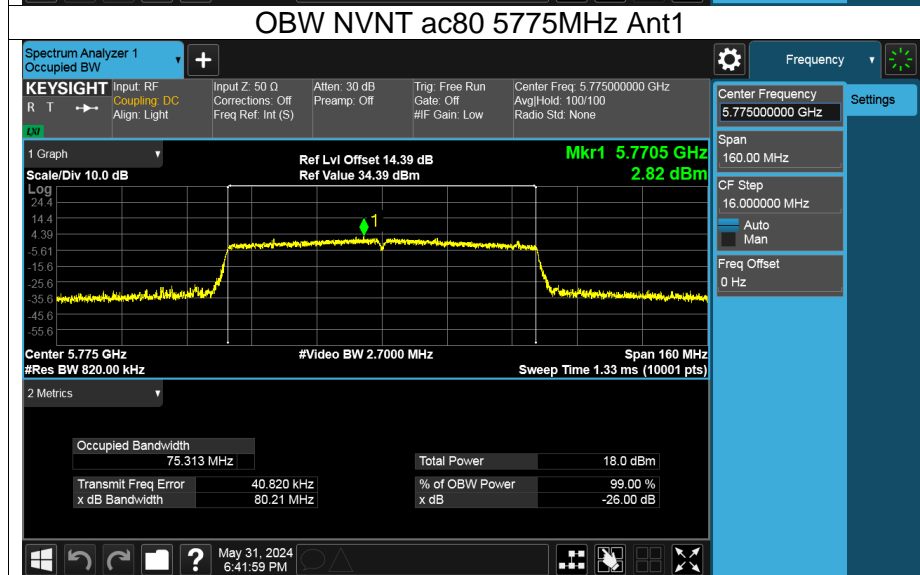 OBW NVNT ac80 5775MHz Ant1
Spectrum Analyzer 1
Occupied BW
+
Frequency
KEYSIGHT
R T
LXI
Input: RF
Coupling: DC
Align: Light
Input Z: 50 Ω
Corrections: Off
Freq Ref: Int (S)
Atten: 30 dB
Preamp: Off
Trig: Free Run
Gate: Off
#IF Gain: Low
Center Freq: 5.775000000 GHz
Avg|Hold: 100/100
Radio Std: None
Center Frequency
5.775000000 GHz
Settings
Span
160.00 MHz
CF Step
16.000000 MHz
Auto
Man
Freq Offset
0 Hz
1 Graph
Ref Lvl Offset 14.39 dB
Mkr1 5.7705 GHz
Scale/Div 10.0 dB
Ref Value 34.39 dBm
2.82 dBm
Log
24.4
14.4
4.39
-5.61
-15.6
-25.6
-35.6
-45.6
-55.6
1
Center 5.775 GHz
#Video BW 2.7000 MHz
Span 160 MHz
#Res BW 820.00 kHz
Sweep Time 1.33 ms (10001 pts)
2 Metrics
Occupied Bandwidth
75.313 MHz
Total Power 18.0 dBm
Transmit Freq Error 40.820 kHz
% of OBW Power 99.00 %
x dB Bandwidth 80.21 MHz
x dB -26.00 dB
?
May 31, 2024
6:41:59 PM